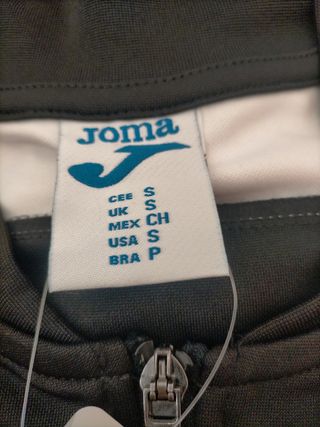 Joma
CEE S
UK S
MEX CH
USA S
BRA P